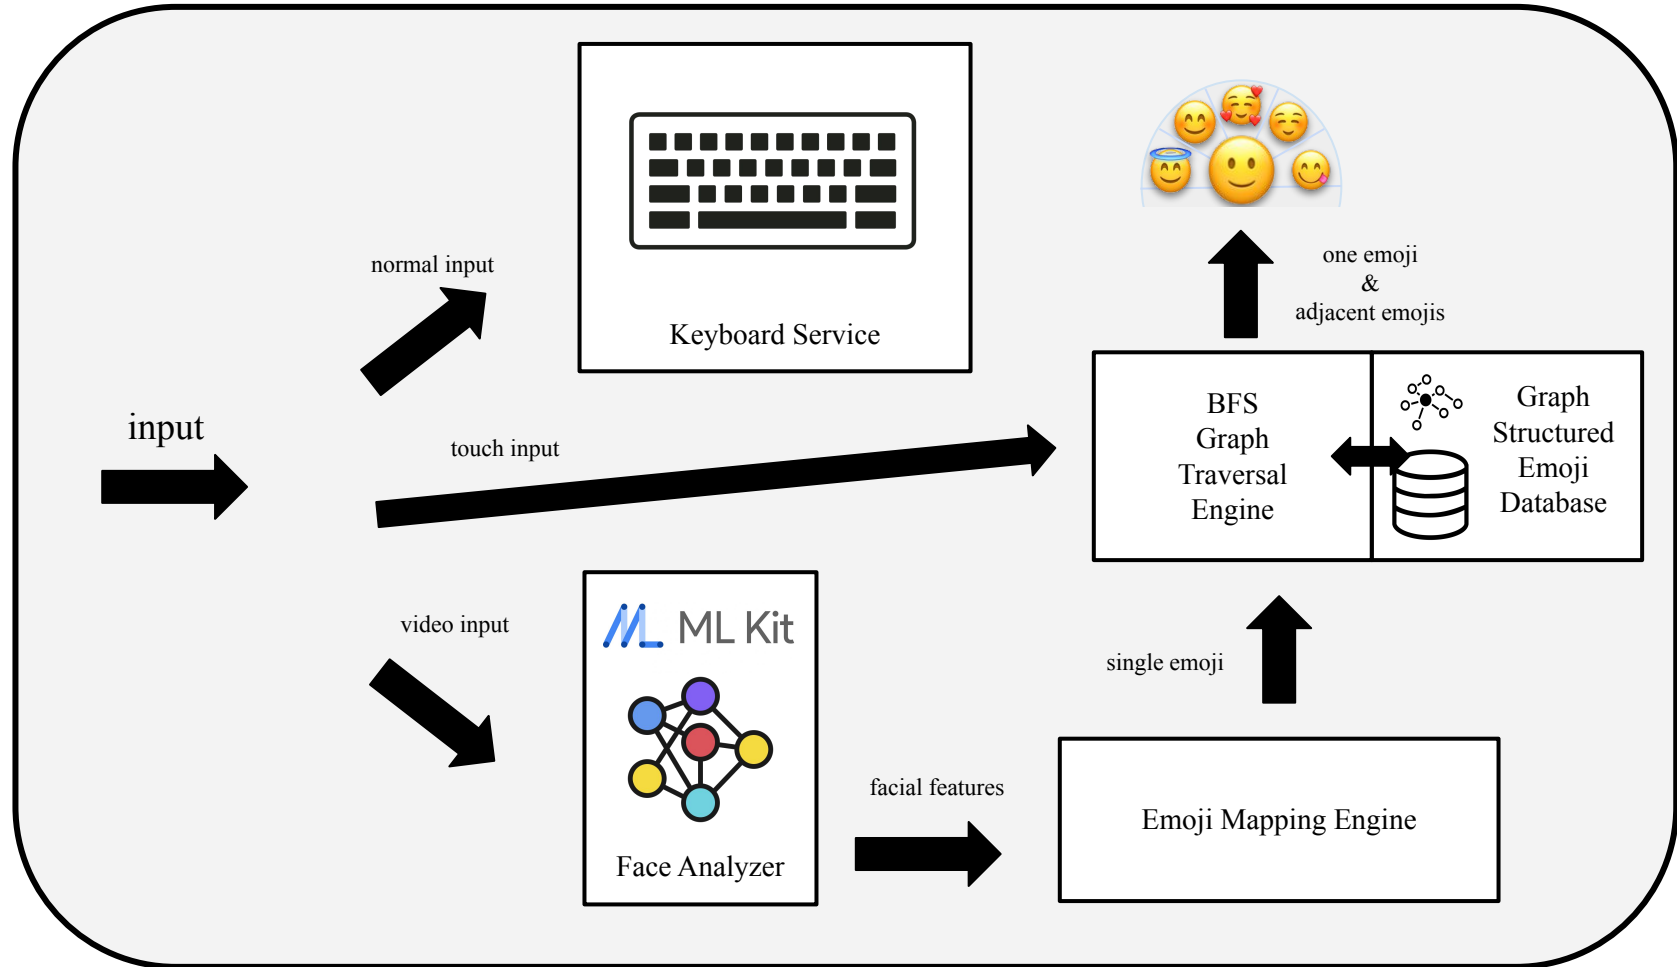 normal input
Keyboard Service
one emoji
&
adjacent emojis
input
touch input
BFS
Graph
Traversal
Engine
Graph
Structured
Emoji
Database
video input
ML Kit
Face Analyzer
facial features
single emoji
Emoji Mapping Engine